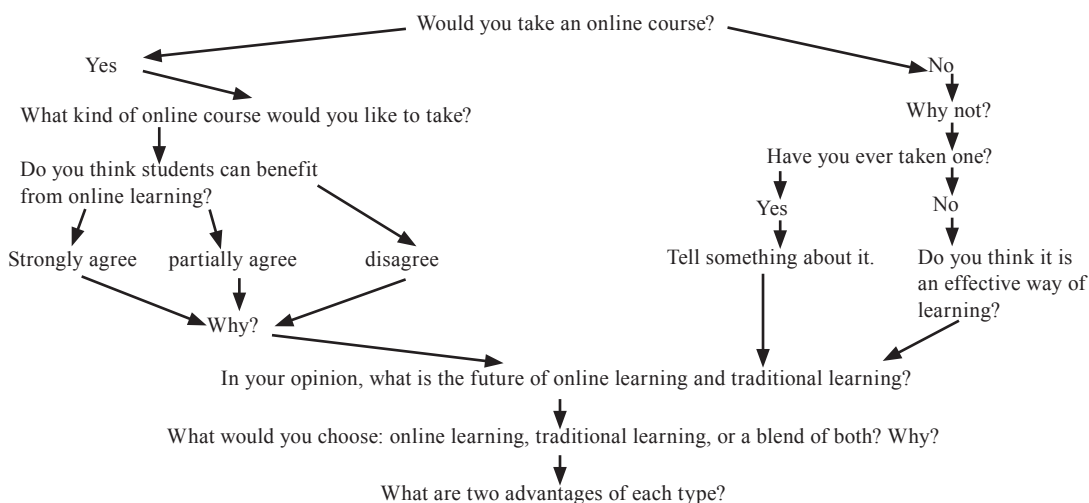 Would you take an online course?
Yes
No
What kind of online course would you like to take?
Why not?
Do you think students can benefit
from online learning?
Have you ever taken one?
Yes
No
Strongly agree
partially agree
disagree
Tell something about it.
Do you think it is
an effective way of
learning?
Why?
In your opinion, what is the future of online learning and traditional learning?
What would you choose: online learning, traditional learning, or a blend of both? Why?
What are two advantages of each type?